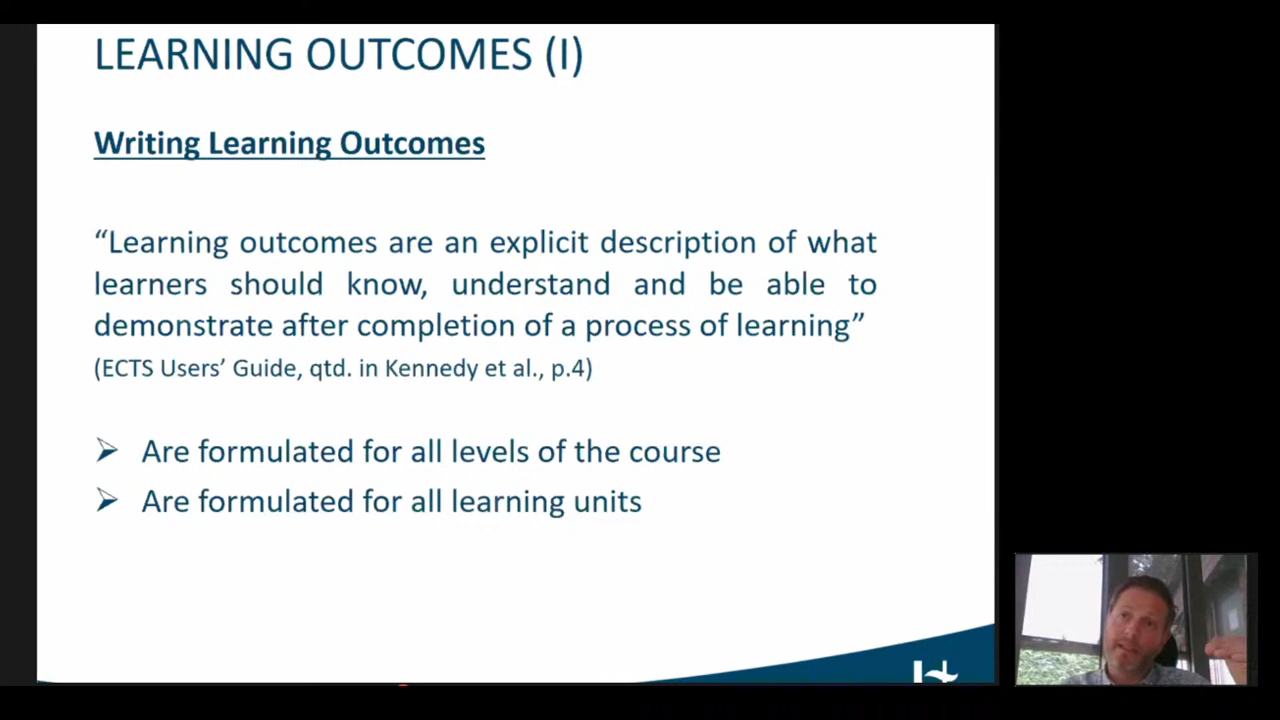 LEARNING OUTCOMES (I)
Writing Learning Outcomes
“Learning outcomes are an explicit description of what
learners should know, understand and be able to
demonstrate after completion of a process of learning”
(ECTS Users’ Guide, qtd. in Kennedy et al., p.4)
Are formulated for all levels of the course
Are formulated for all learning units